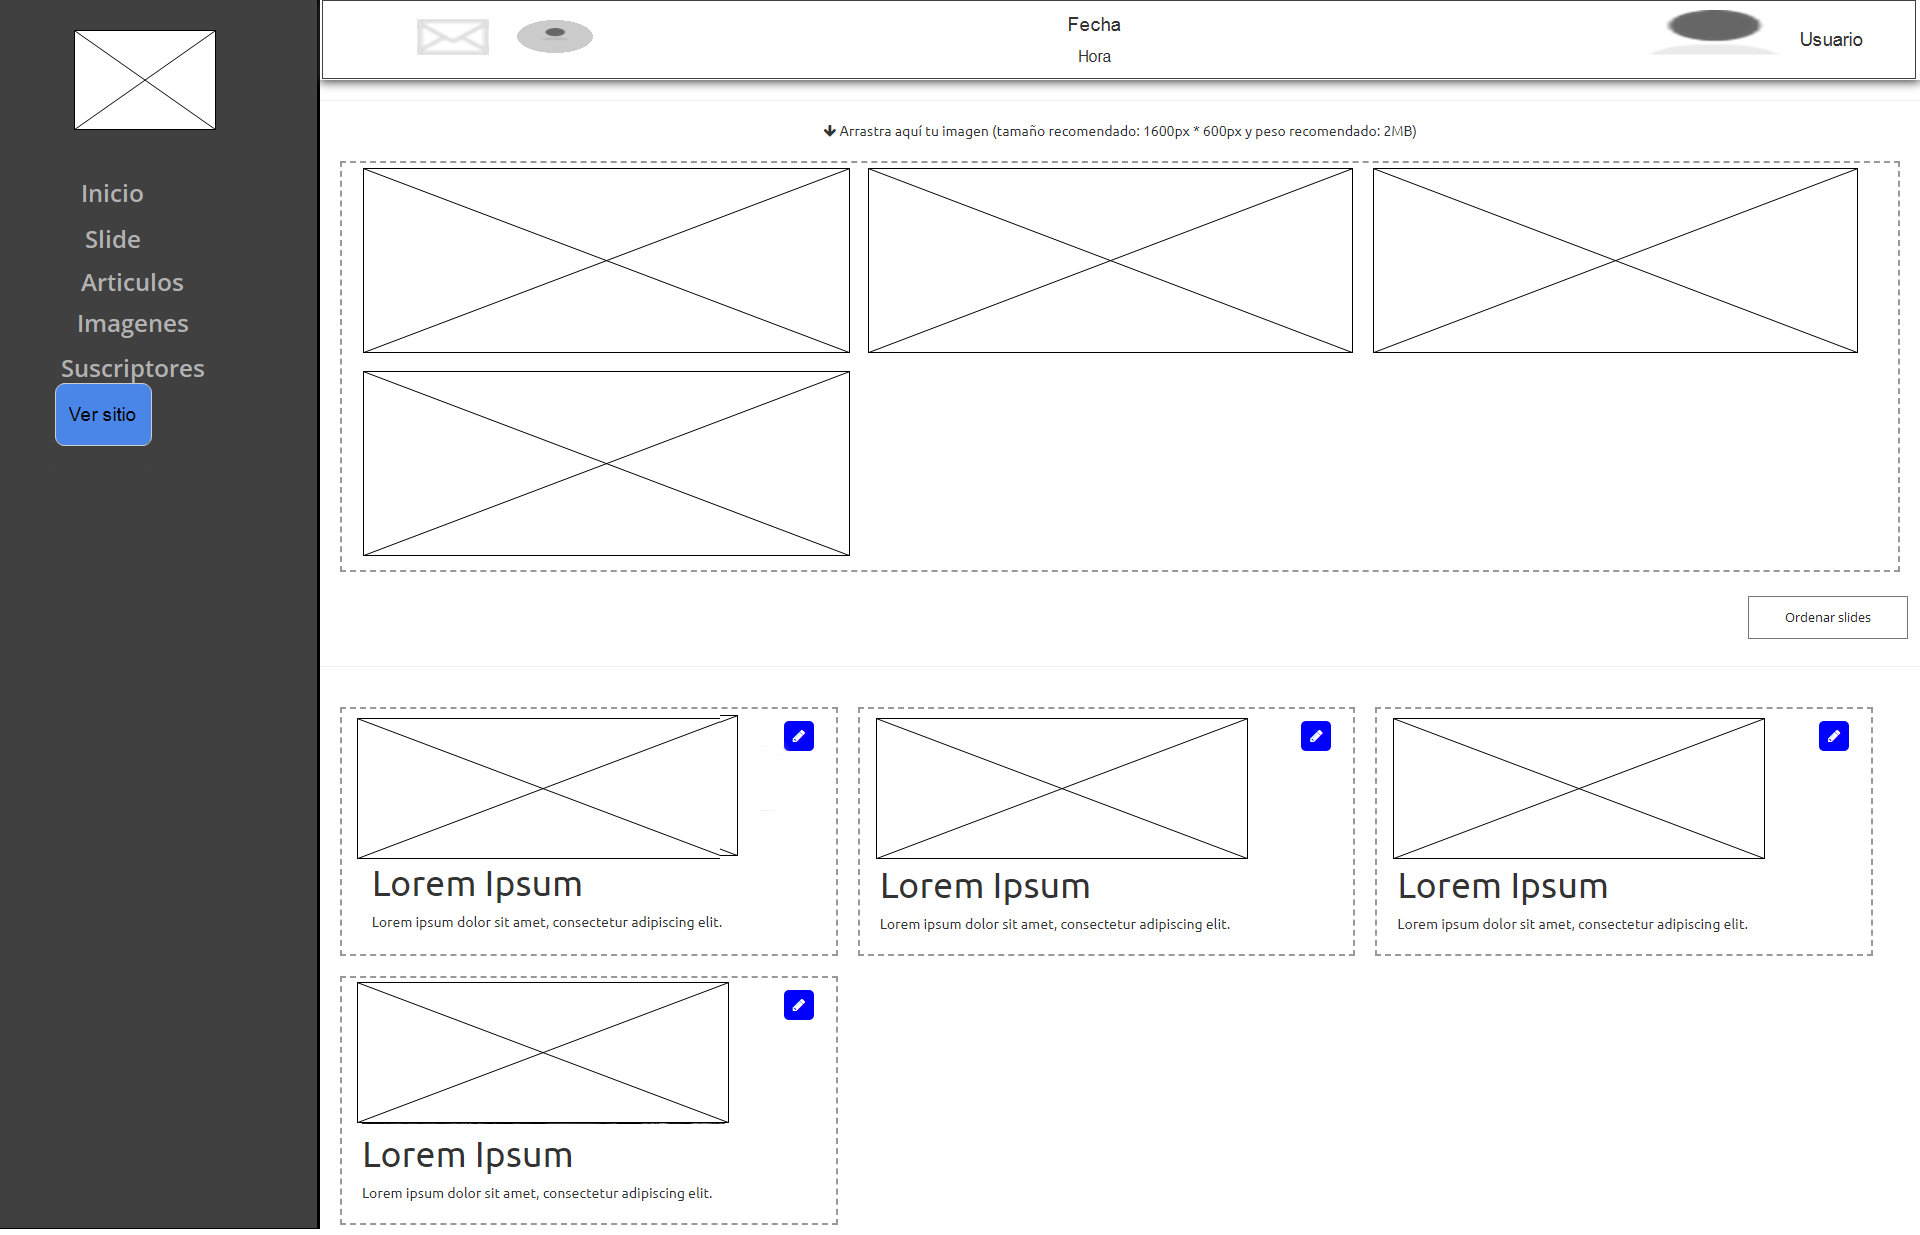 Inicio
Slide
Articulos
Imagenes
Suscriptores
Ver sitio
Fecha
Hora
Usuario
Arrastra aquí tu imagen (tamaño recomendado: 1600px * 600px y peso recomendado: 2MB)
Ordenar slides
Lorem Ipsum
Lorem ipsum dolor sit amet, consectetur adipiscing elit.
Lorem Ipsum
Lorem ipsum dolor sit amet, consectetur adipiscing elit.
Lorem Ipsum
Lorem ipsum dolor sit amet, consectetur adipiscing elit.
Lorem Ipsum
Lorem ipsum dolor sit amet, consectetur adipiscing elit.